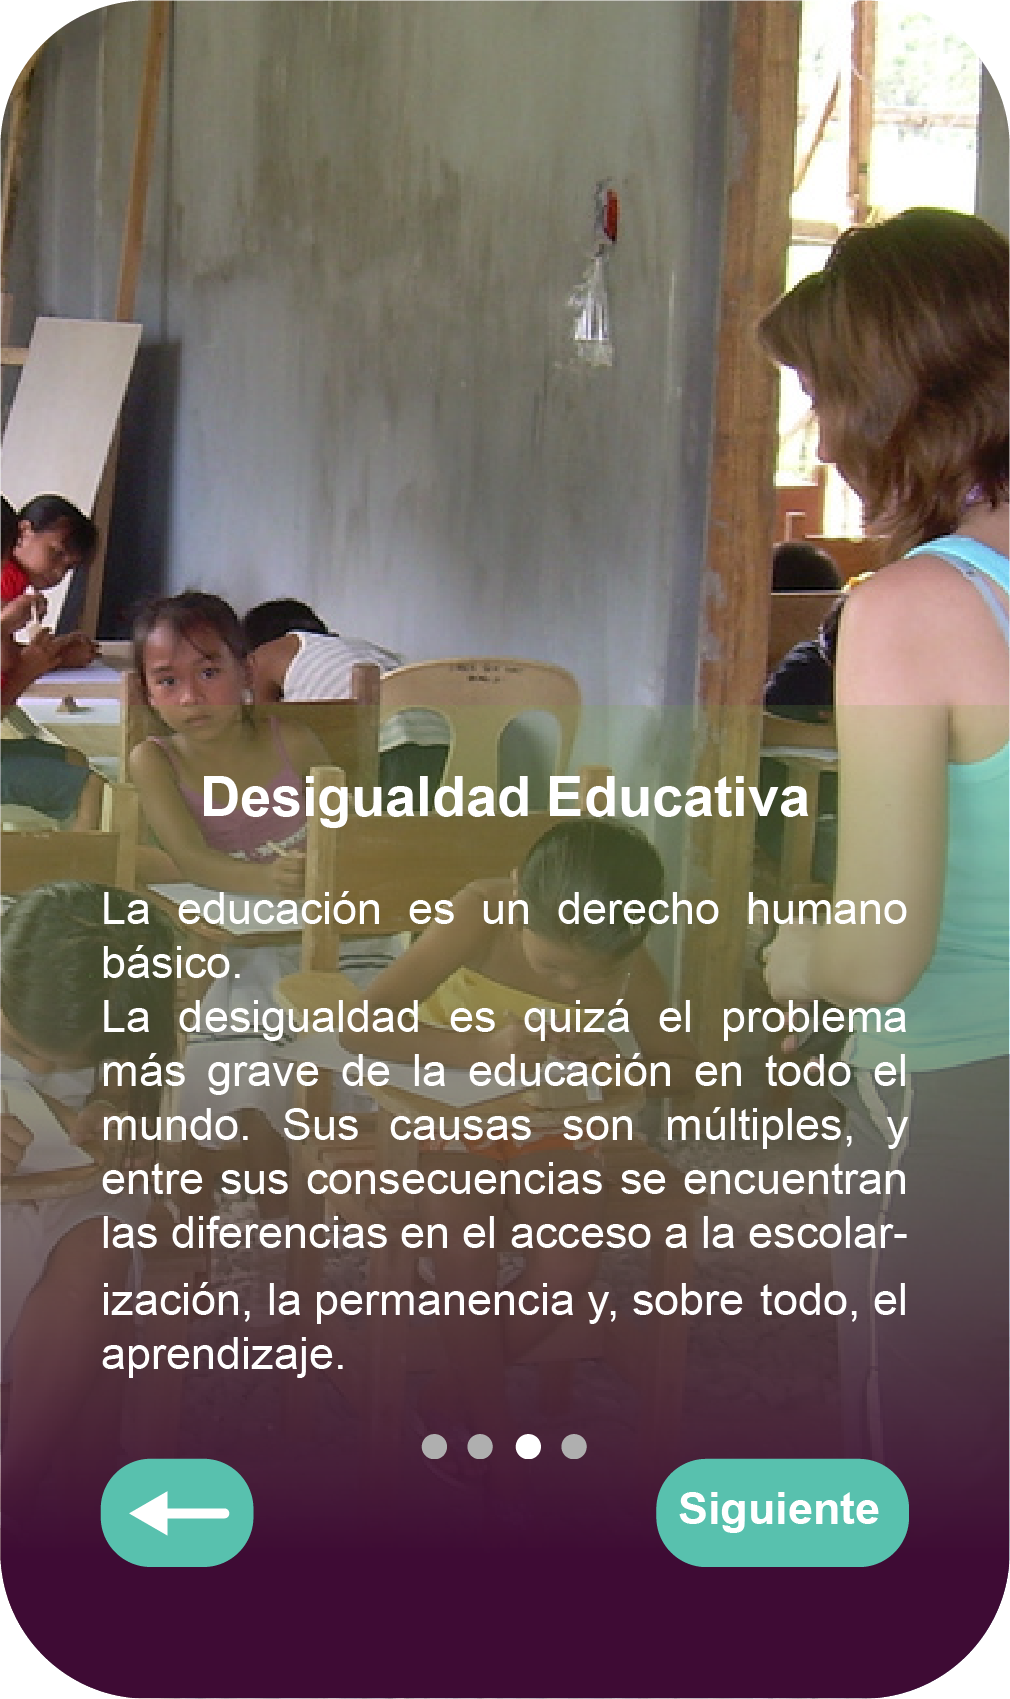 Desigualdad Educativa
La educación es un derecho humano
básico.
La desigualdad es quizá el problema
más grave de la educación en todo el
mundo. Sus causas son múltiples, y
entre sus consecuencias se encuentran
las diferencias en el acceso a la escolar-
ización, la permanencia y, sobre todo, el
aprendizaje.
Siguiente